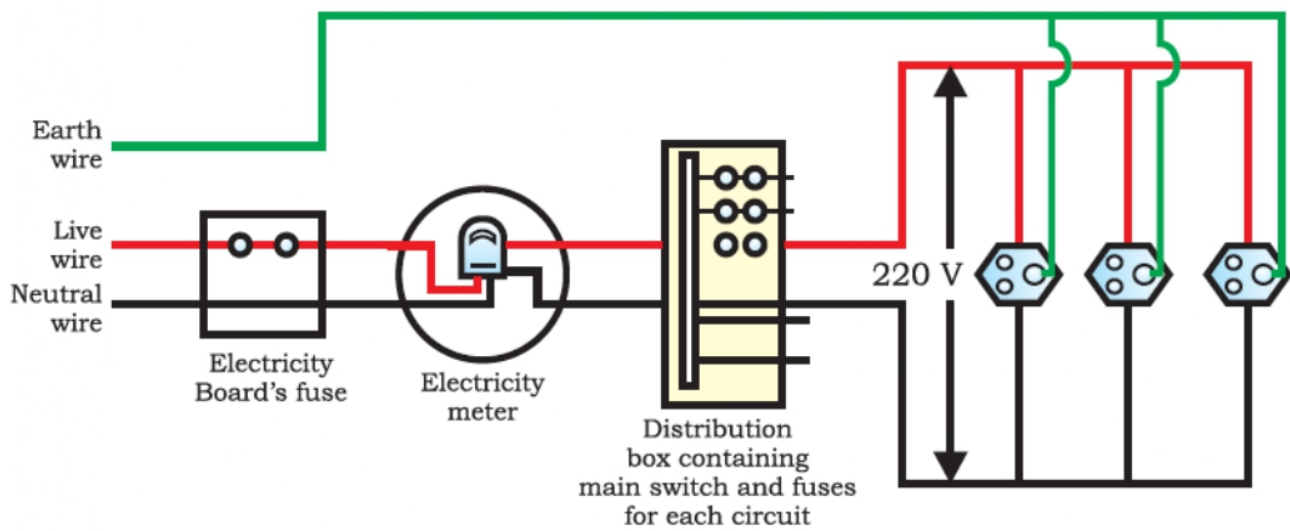 Earth
wire
Live
wire
Neutral
wire
Electricity
Board's fuse
Electricity
meter
Distribution
box containing
main switch and fuses
for each circuit
220 V